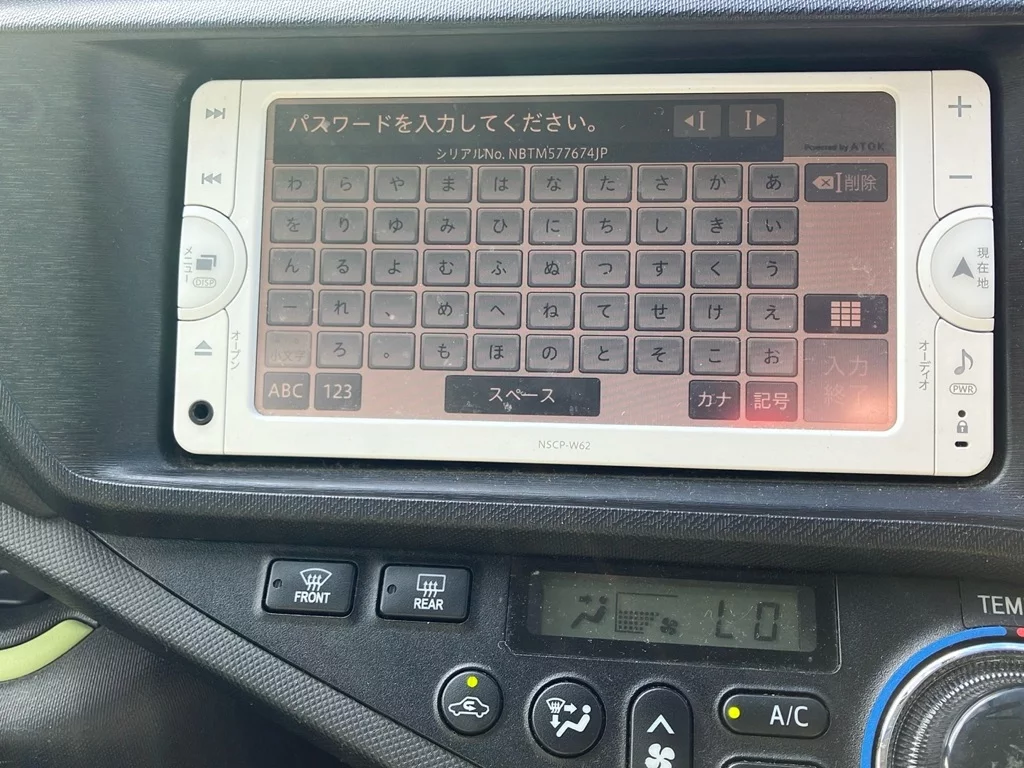 パスワードを入力してください。
シリアルNo. NBTM577674JP
Powered by ATOK
わ ら や ま は な た さ か あ 削除
を り ゆ み ひ に ち し き い
ん る よ む ふ ぬ つ す く う
ー れ 、 め へ ね て せ け え
小文字 ろ 。 も ほ の と そ こ お 入力終了
ABC 123 スペース カナ 記号
メニュー
DISP
オープン
現在地
オーディオ
PWR
NSCP-W62
FRONT
REAR
LO
TEM
A/C